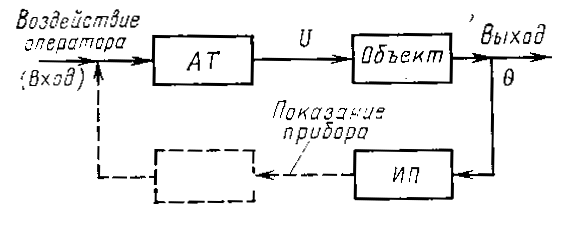 Воздействие
оператора
(Вход)
АТ
U
Объект
Выход
θ
Показание
прибора
ИП